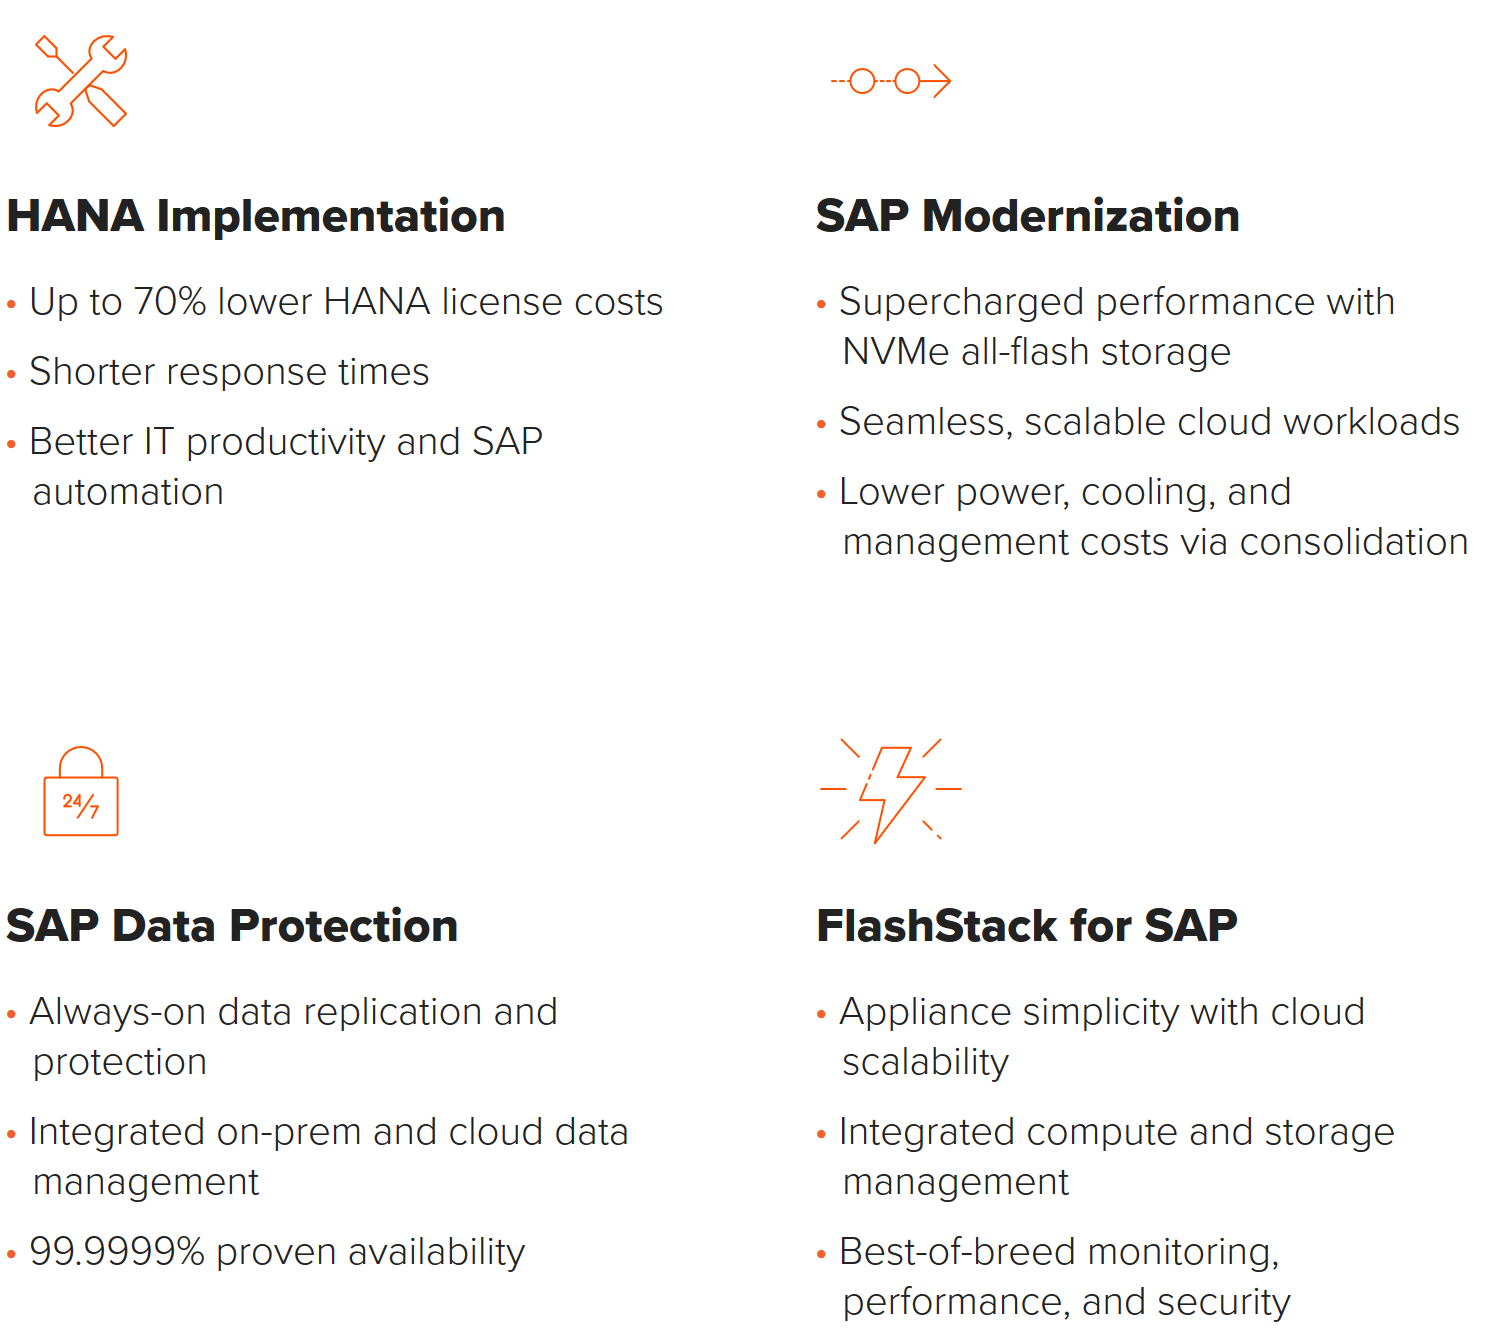 HANA Implementation
• Up to 70% lower HANA license costs
• Shorter response times
• Better IT productivity and SAP
automation
SAP Modernization
• Supercharged performance with
NVMe all-flash storage
• Seamless, scalable cloud workloads
• Lower power, cooling, and
management costs via consolidation
24/7
SAP Data Protection
• Always-on data replication and
protection
• Integrated on-prem and cloud data
management
• 99.9999% proven availability
FlashStack for SAP
• Appliance simplicity with cloud
scalability
• Integrated compute and storage
management
• Best-of-breed monitoring,
performance, and security